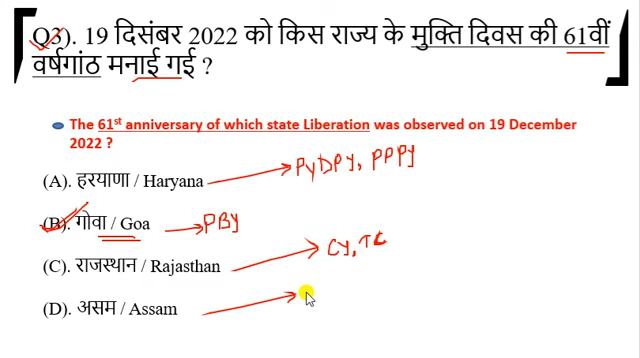 Q3). 19 दिसंबर 2022 को किस राज्य के मुक्ति दिवस की 61वीं
वर्षगांठ मनाई गई ?
The 61st anniversary of which state Liberation was observed on 19 December
2022 ?
(A). हरयाणा / Haryana PYDPY, PPPY
(B). गोवा / Goa PBY
(C). राजस्थान / Rajasthan CY, TC
(D). असम / Assam